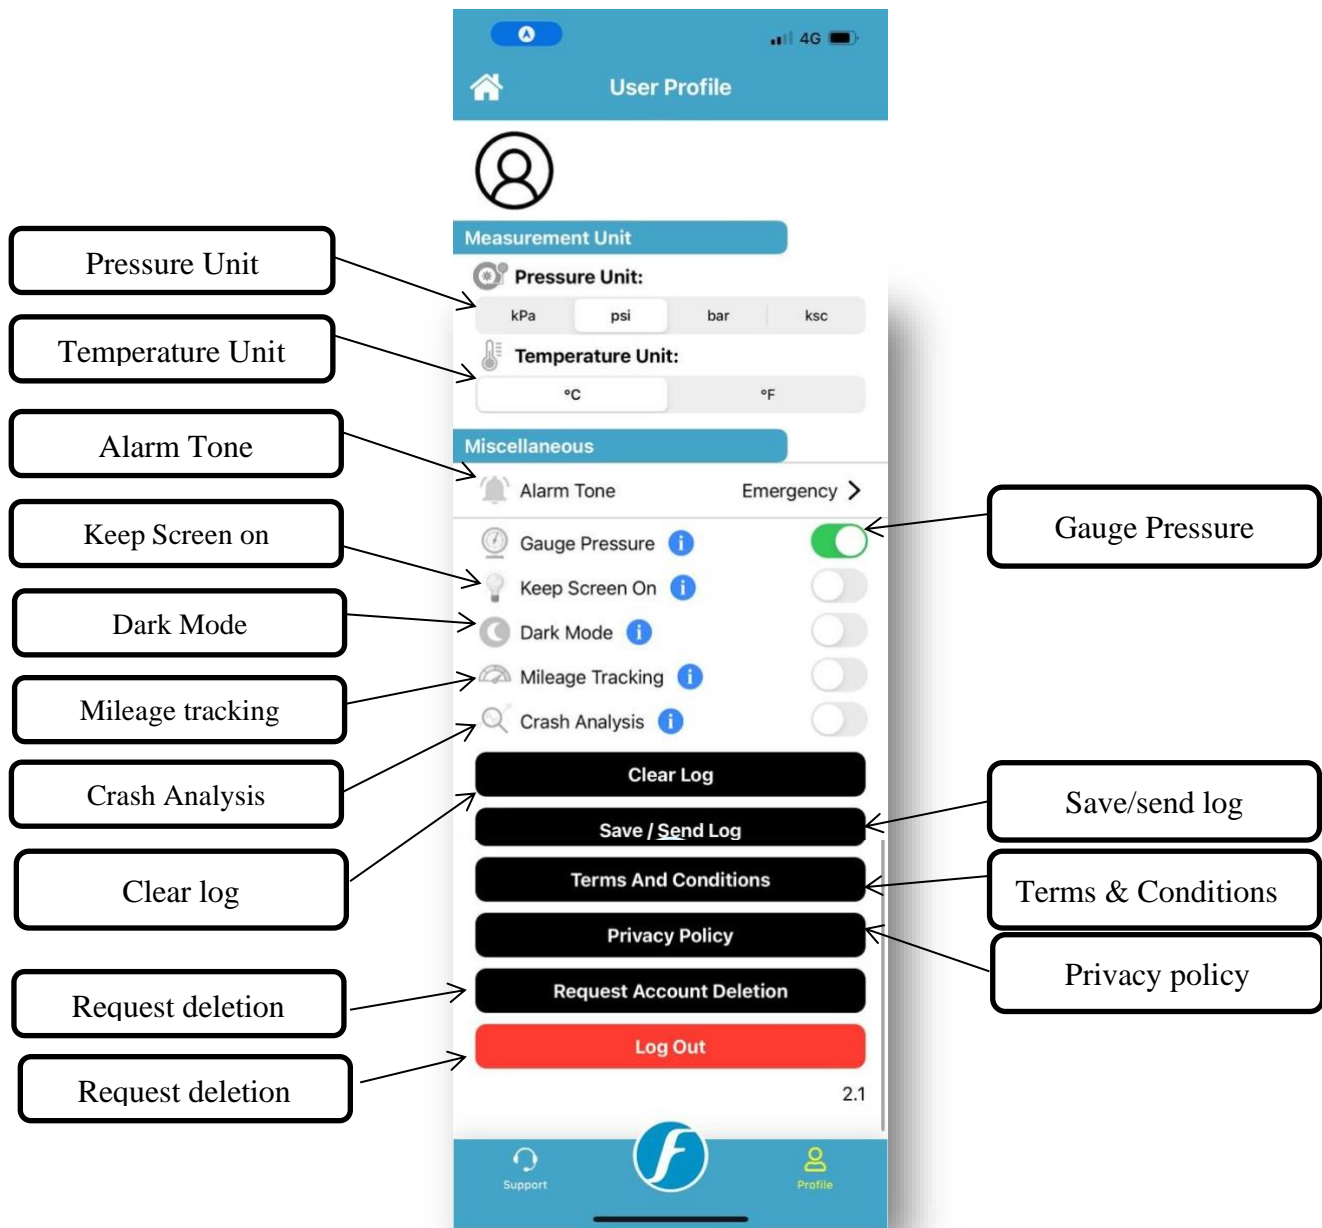 4G
User Profile
Measurement Unit
Pressure Unit:
kPa psi bar ksc
Temperature Unit:
°C °F
Miscellaneous
Alarm Tone Emergency
Gauge Pressure i
Keep Screen On i
Dark Mode i
Mileage Tracking i
Crash Analysis i
Clear Log
Save / Send Log
Terms And Conditions
Privacy Policy
Request Account Deletion
Log Out
2.1
Support
f
Profile
Pressure Unit
Temperature Unit
Alarm Tone
Keep Screen on
Dark Mode
Mileage tracking
Crash Analysis
Clear log
Request deletion
Request deletion
Gauge Pressure
Save/send log
Terms & Conditions
Privacy policy